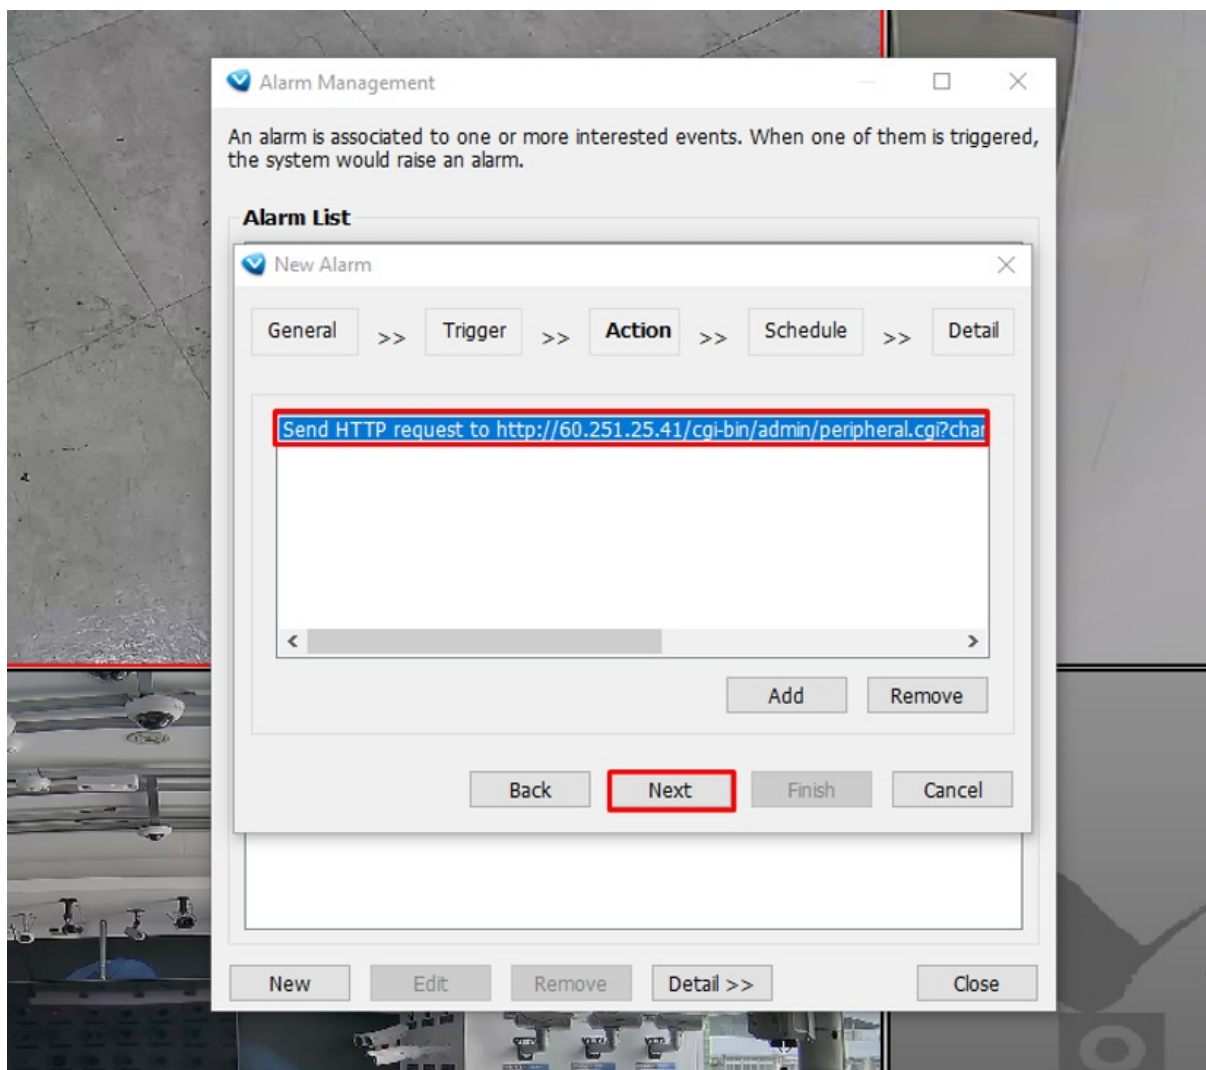 Alarm Management
An alarm is associated to one or more interested events. When one of them is triggered,
the system would raise an alarm.
Alarm List
New Alarm
General >> Trigger >> Action >> Schedule >> Detail
Send HTTP request to http://60.251.25.41/cgi-bin/admin/peripheral.cgi?char
Add Remove
Back Next Finish Cancel
New Edit Remove Detail >> Close